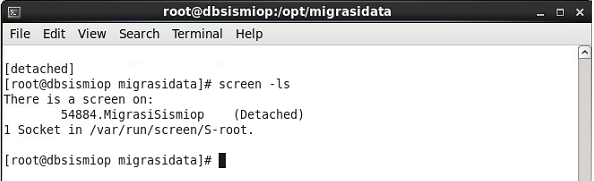 root@dbsismiop:/opt/migrasidata
File Edit View Search Terminal Help
[detached]
[root@dbsismiop migrasidata]# screen -ls
There is a screen on:
54884.MigrasiSismiop (Detached)
1 Socket in /var/run/screen/S-root.
[root@dbsismiop migrasidata]#